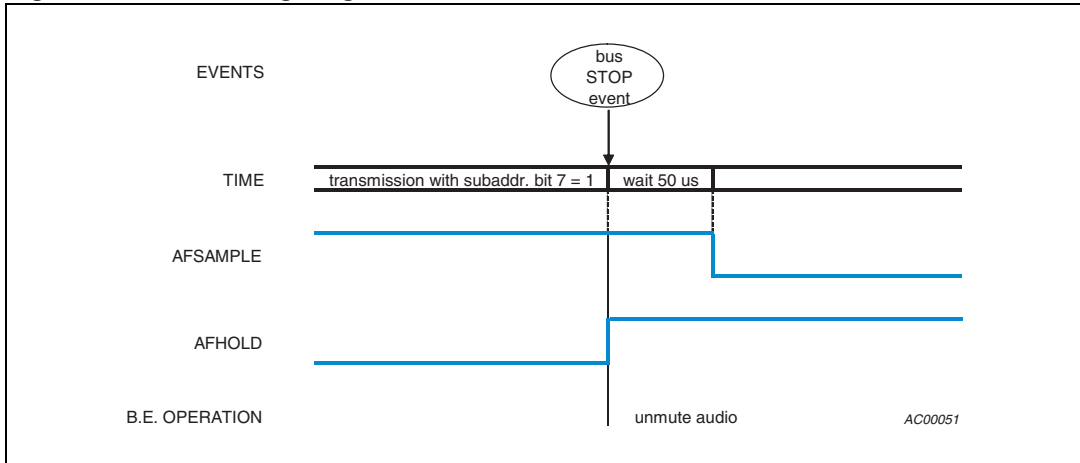 bus
STOP
event
EVENTS
TIME
transmission with subaddr. bit 7 = 1
wait 50 us
AFSAMPLE
AFHOLD
B.E. OPERATION
unmute audio
AC00051